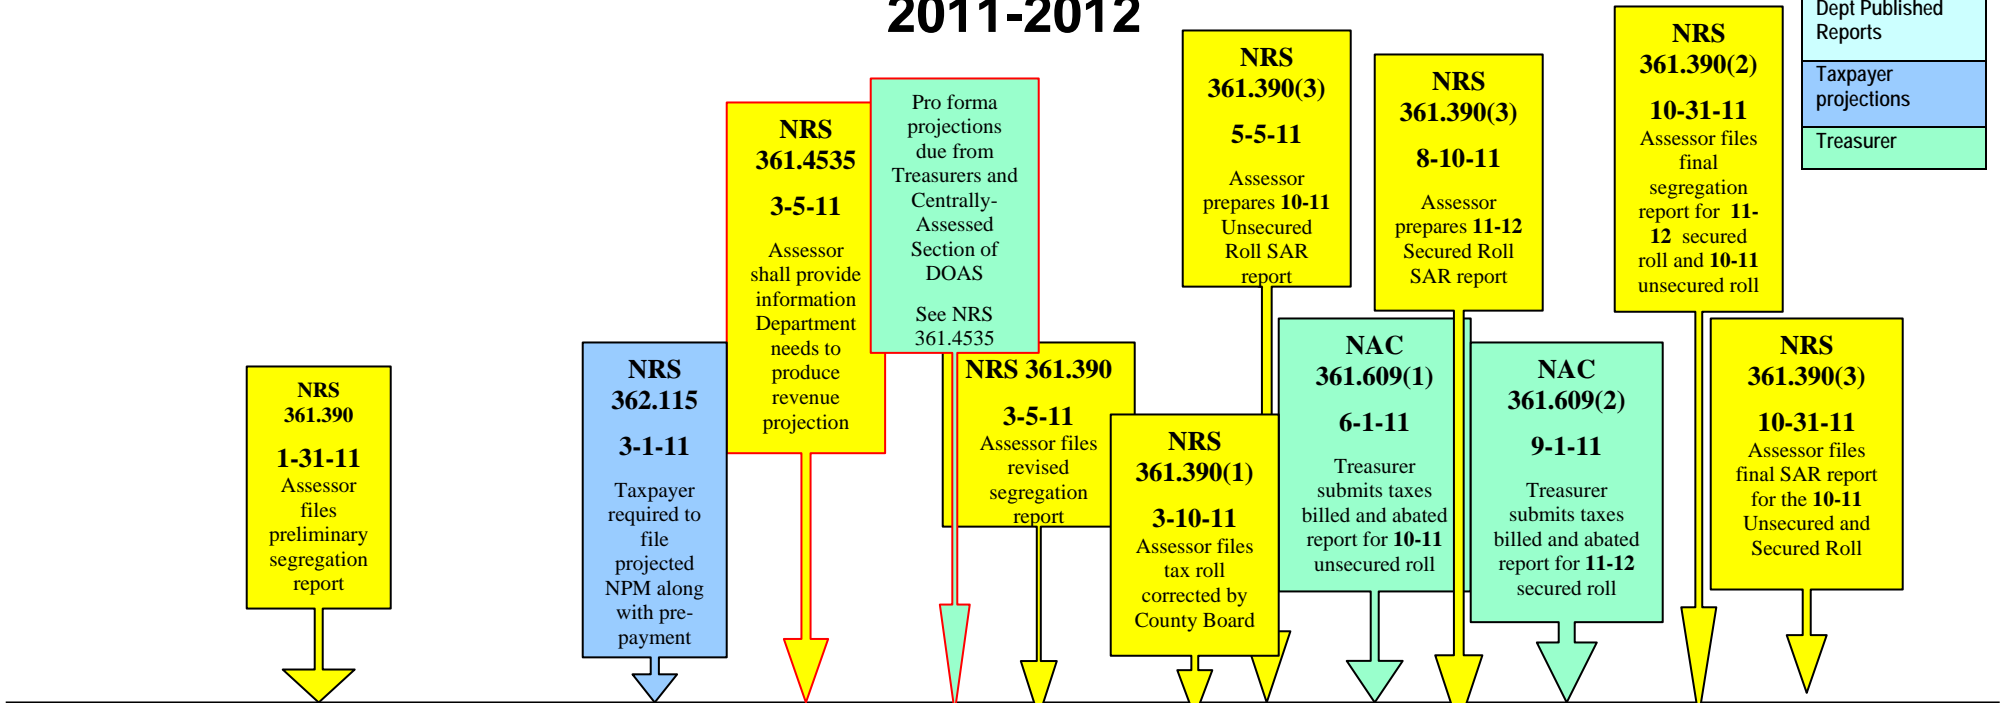 2011-2012
Dept Published
Reports
Taxpayer
projections
Treasurer
NRS
361.390
1-31-11
Assessor
files
preliminary
segregation
report
NRS
362.115
3-1-11
Taxpayer
required to
file
projected
NPM along
with pre-
payment
NRS
361.4535
3-5-11
Assessor
shall provide
information
Department
needs to
produce
revenue
projection
Pro forma
projections
due from
Treasurers and
Centrally-
Assessed
Section of
DOAS
See NRS
361.4535
NRS 361.390
3-5-11
Assessor files
revised
segregation
report
NRS
361.390(1)
3-10-11
Assessor files
tax roll
corrected by
County Board
NRS
361.390(3)
5-5-11
Assessor
prepares 10-11
Unsecured
Roll SAR
report
NAC
361.609(1)
6-1-11
Treasurer
submits taxes
billed and abated
report for 10-11
unsecured roll
NRS
361.390(3)
8-10-11
Assessor
prepares 11-12
Secured Roll
SAR report
NAC
361.609(2)
9-1-11
Treasurer
submits taxes
billed and abated
report for 11-12
secured roll
NRS
361.390(2)
10-31-11
Assessor files
final
segregation
report for 11-
12 secured
roll and 10-11
unsecured roll
NRS
361.390(3)
10-31-11
Assessor files
final SAR report
for the 10-11
Unsecured and
Secured Roll